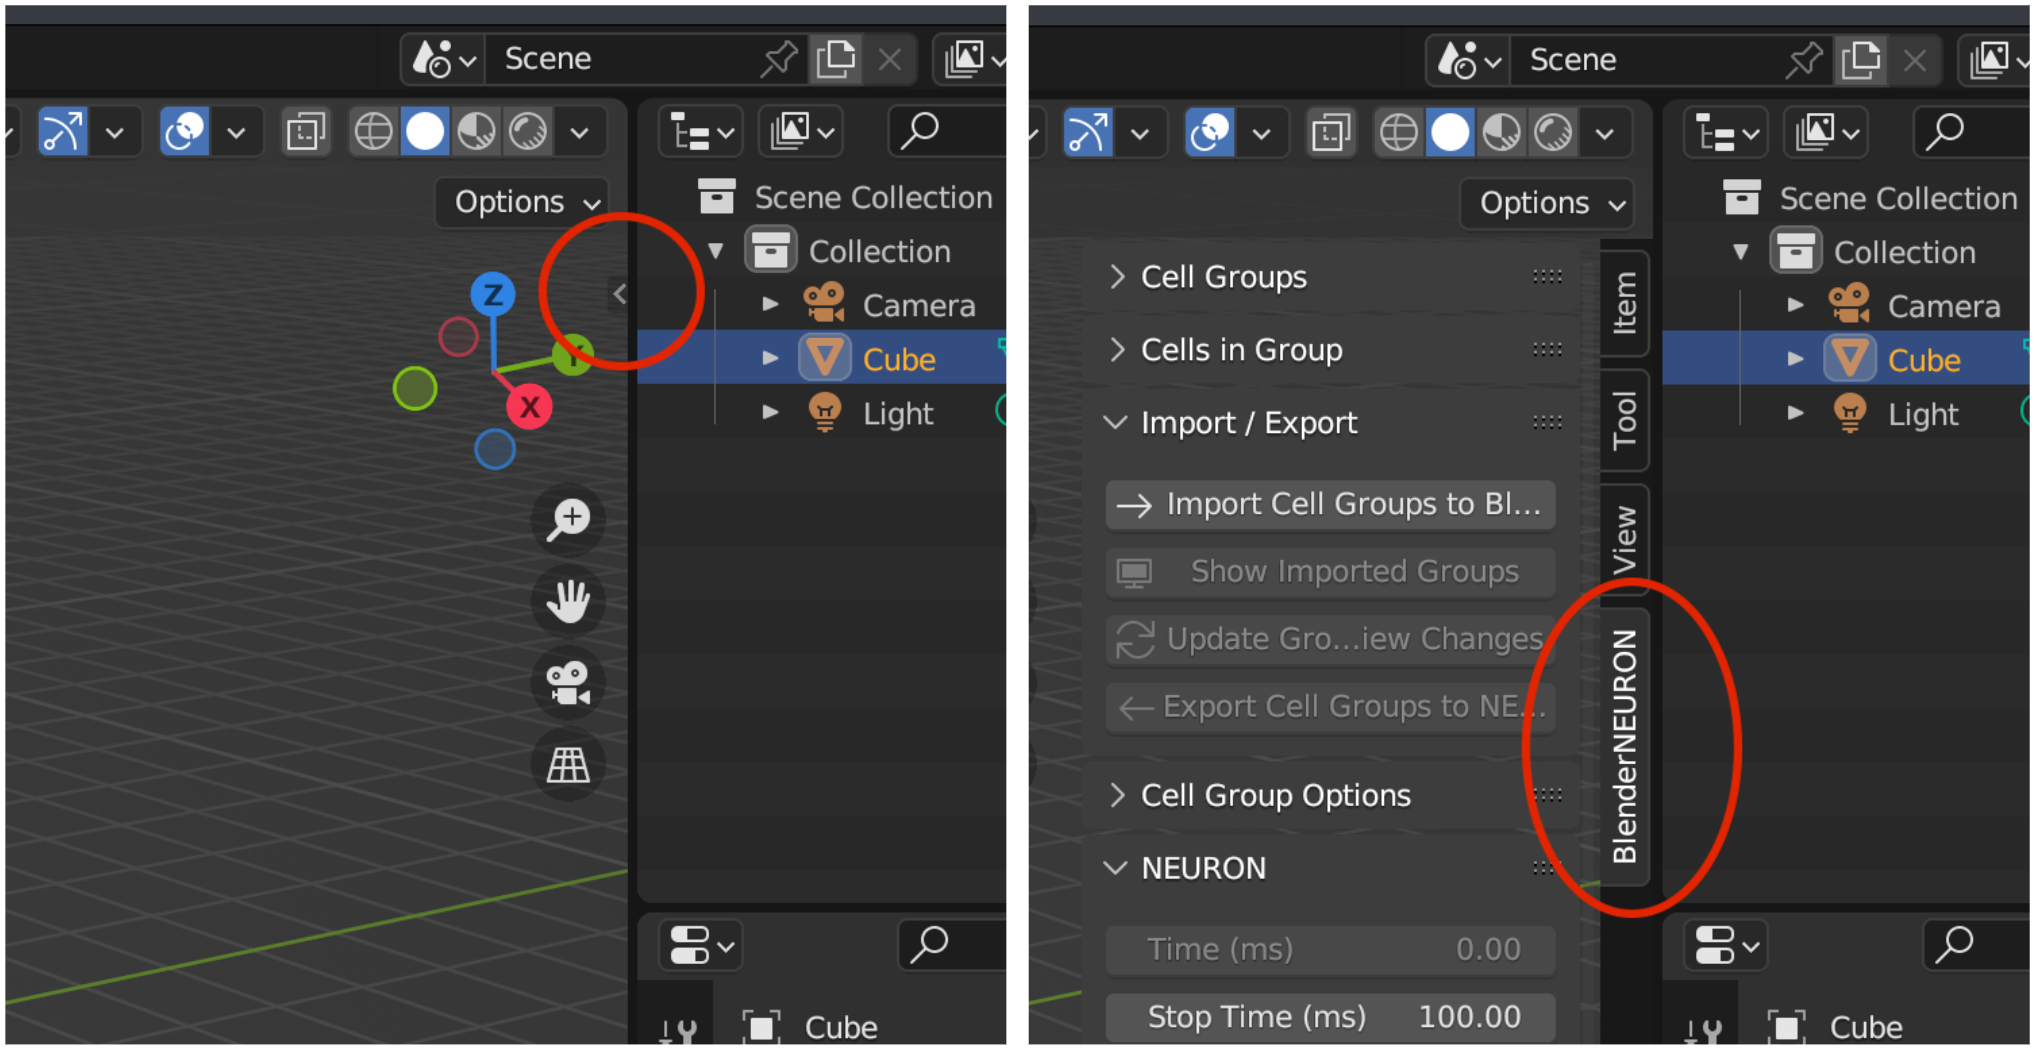 Scene
Options
Scene Collection
Collection
Camera
Cube
Light
Z
Y
X
Cube
Scene
Options
Scene Collection
Collection
Camera
Cube
Light
Cell Groups
Cells in Group
Import / Export
Import Cell Groups to Bl...
Show Imported Groups
Update Gro...iew Changes
Export Cell Groups to NE...
Cell Group Options
NEURON
Time (ms) 0.00
Stop Time (ms) 100.00
Item
Tool
View
BlenderNEURON
Cube